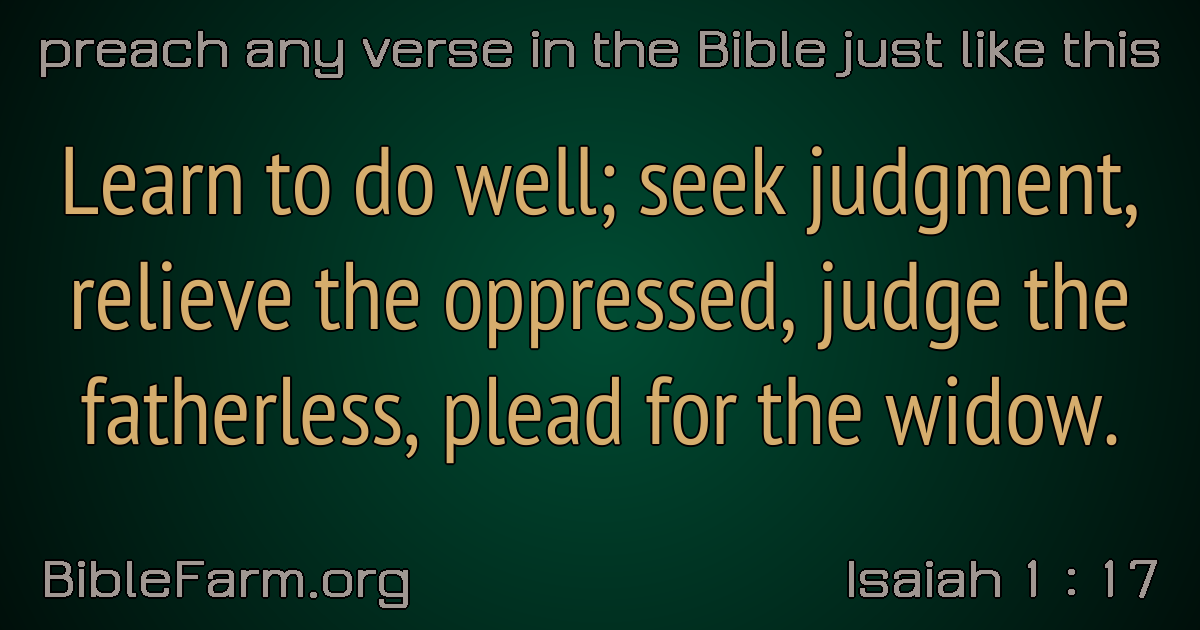 preach any verse in the Bible just like this
Learn to do well; seek judgment,
relieve the oppressed, judge the
fatherless, plead for the widow.
BibleFarm.org
Isaiah 1 : 17